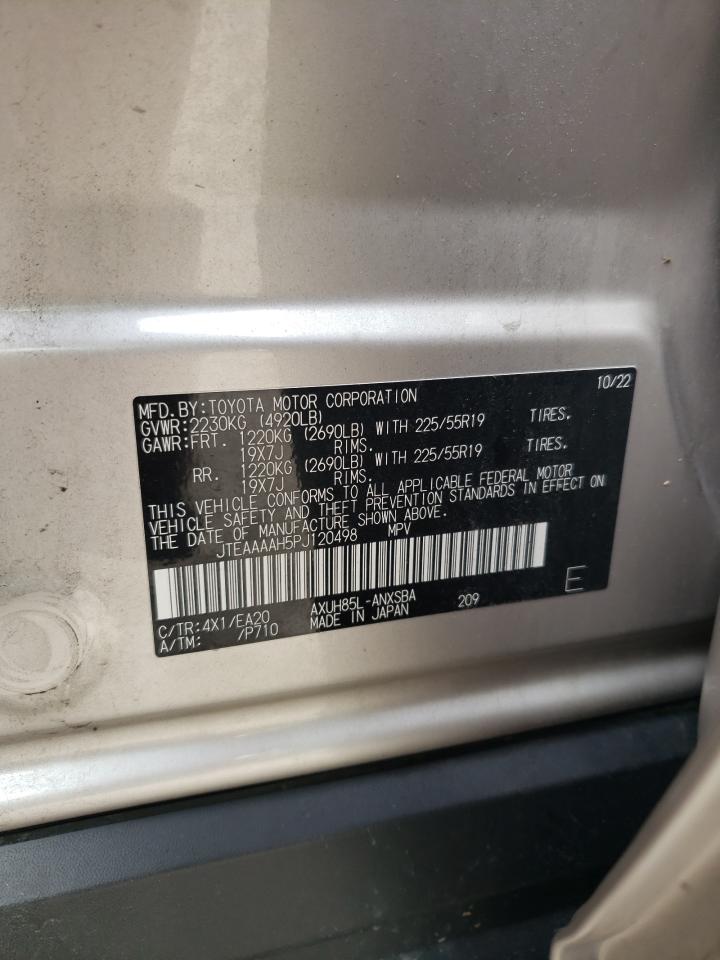 10/22
MFD.BY:TOYOTA MOTOR CORPORATION
GVWR:2230KG (4920LB)
GAWR:FRT. 1220KG (2690LB) WITH 225/55R19 TIRES.
19X7J RIMS.
RR. 1220KG (2690LB) WITH 225/55R19 TIRES.
19X7J RIMS.
THIS VEHICLE CONFORMS TO ALL APPLICABLE FEDERAL MOTOR
VEHICLE SAFETY AND THEFT PREVENTION STANDARDS IN EFFECT ON
THE DATE OF MANUFACTURE SHOWN ABOVE.
JTEAAAAH5PJ120498 MPV
C/TR:4X1/EA20 AXUH85L-ANXSBA 209 E
A/TM: /P710 MADE IN JAPAN